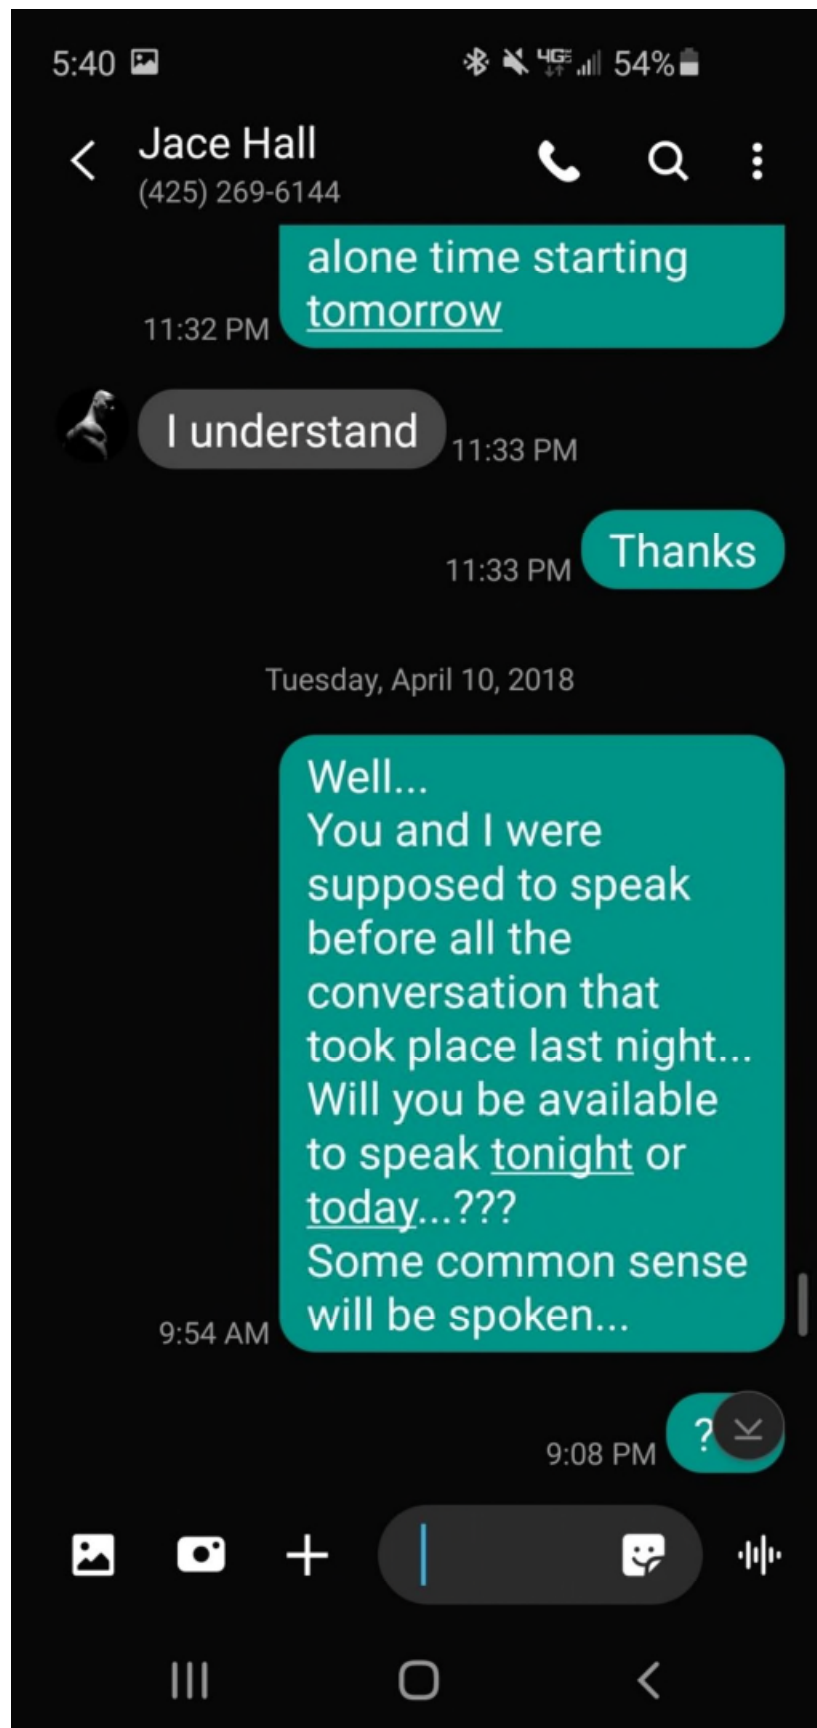 5:40 4GE 54%
Jace Hall
(425) 269-6144
alone time starting
tomorrow
11:32 PM
I understand
11:33 PM
Thanks
11:33 PM
Tuesday, April 10, 2018
Well...
You and I were
supposed to speak
before all the
conversation that
took place last night...
Will you be available
to speak tonight or
today...???
Some common sense
will be spoken...
9:54 AM
?
9:08 PM